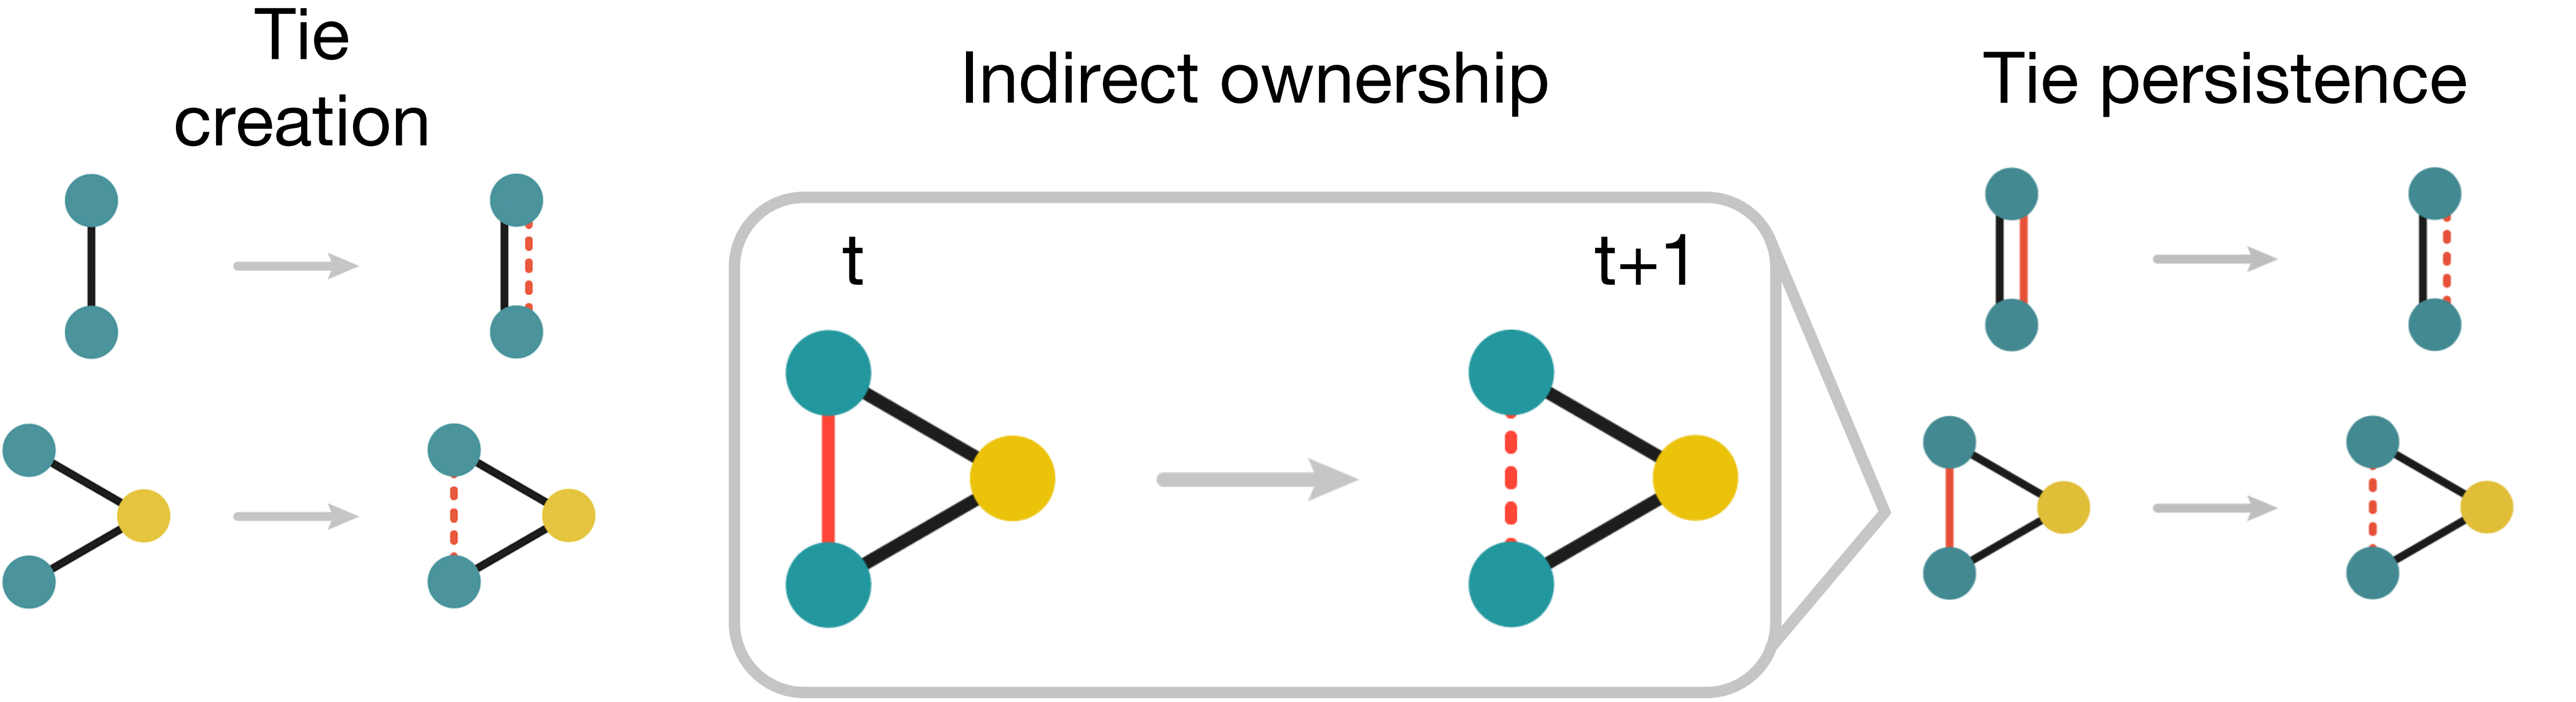 Tie
creation
Indirect ownership
Tie persistence
t
t+1